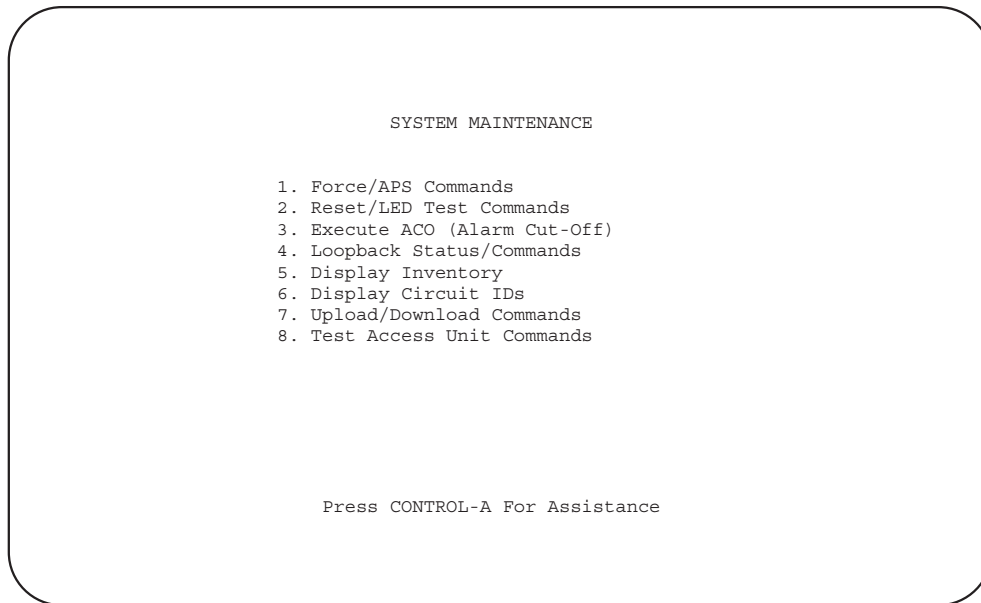 SYSTEM MAINTENANCE
1. Force/APS Commands
2. Reset/LED Test Commands
3. Execute ACO (Alarm Cut-Off)
4. Loopback Status/Commands
5. Display Inventory
6. Display Circuit IDs
7. Upload/Download Commands
8. Test Access Unit Commands
Press CONTROL-A For Assistance